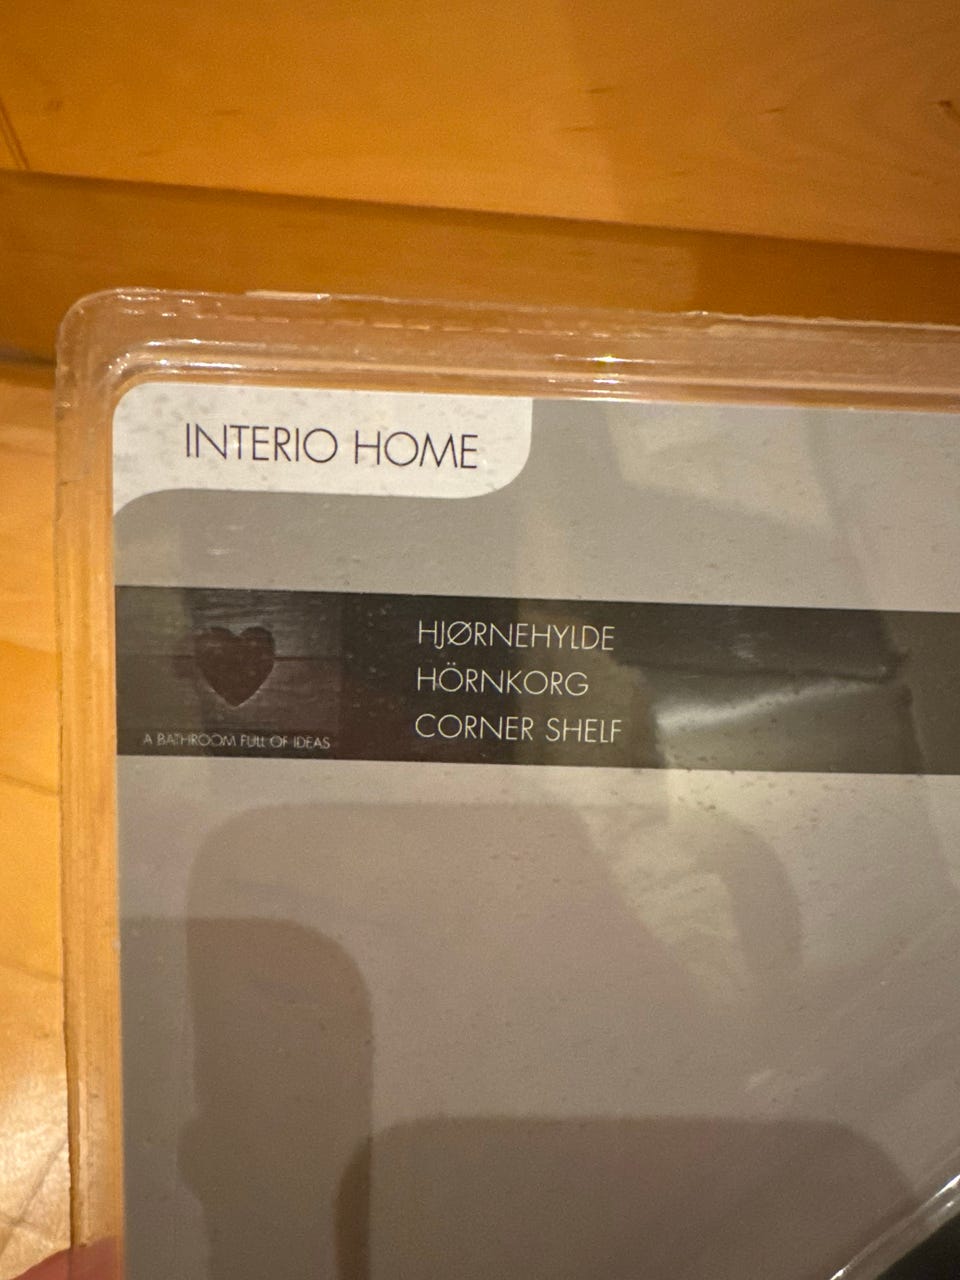 INTERIO HOME
HJØRNEHYLDE
HÖRNKORG
CORNER SHELF
A BATHROOM FULL OF IDEAS